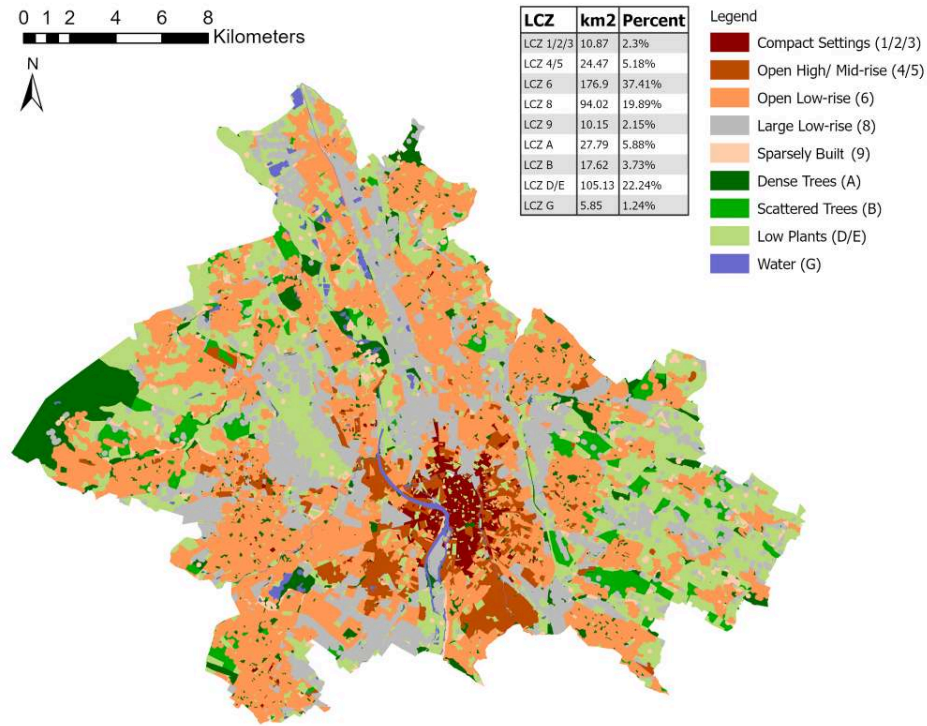 0 1 2 4 6 8
Kilometers
N
LCZ km2 Percent
LCZ 1/2/3 10.87 2.3%
LCZ 4/5 24.47 5.18%
LCZ 6 176.9 37.41%
LCZ 8 94.02 19.89%
LCZ 9 10.15 2.15%
LCZ A 27.79 5.88%
LCZ B 17.62 3.73%
LCZ D/E 105.13 22.24%
LCZ G 5.85 1.24%
Legend
Compact Settings (1/2/3)
Open High/ Mid-rise (4/5)
Open Low-rise (6)
Large Low-rise (8)
Sparsely Built (9)
Dense Trees (A)
Scattered Trees (B)
Low Plants (D/E)
Water (G)